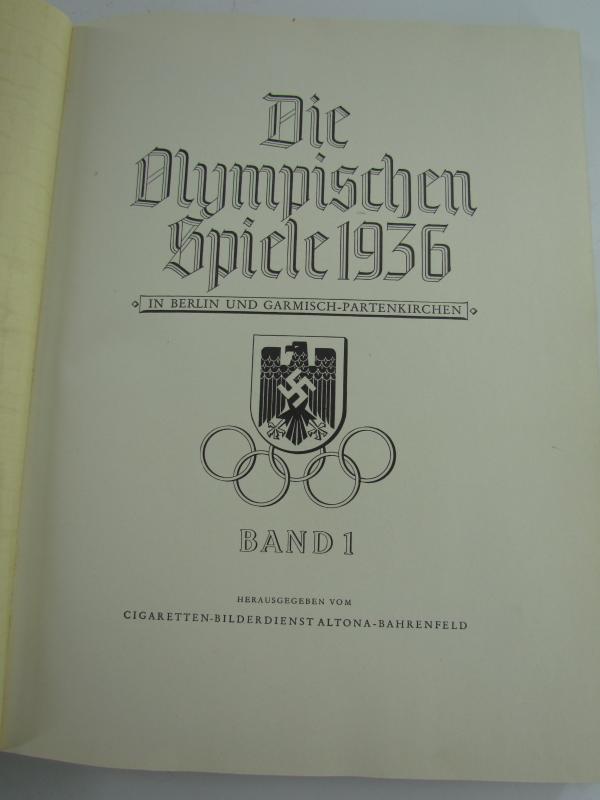 Die
Olympischen
Spiele 1936
IN BERLIN UND GARMISCH-PARTENKIRCHEN
BAND 1
HERAUSGEGEBEN VOM
CIGARETTEN-BILDERDIENST ALTONA-BAHRENFELD